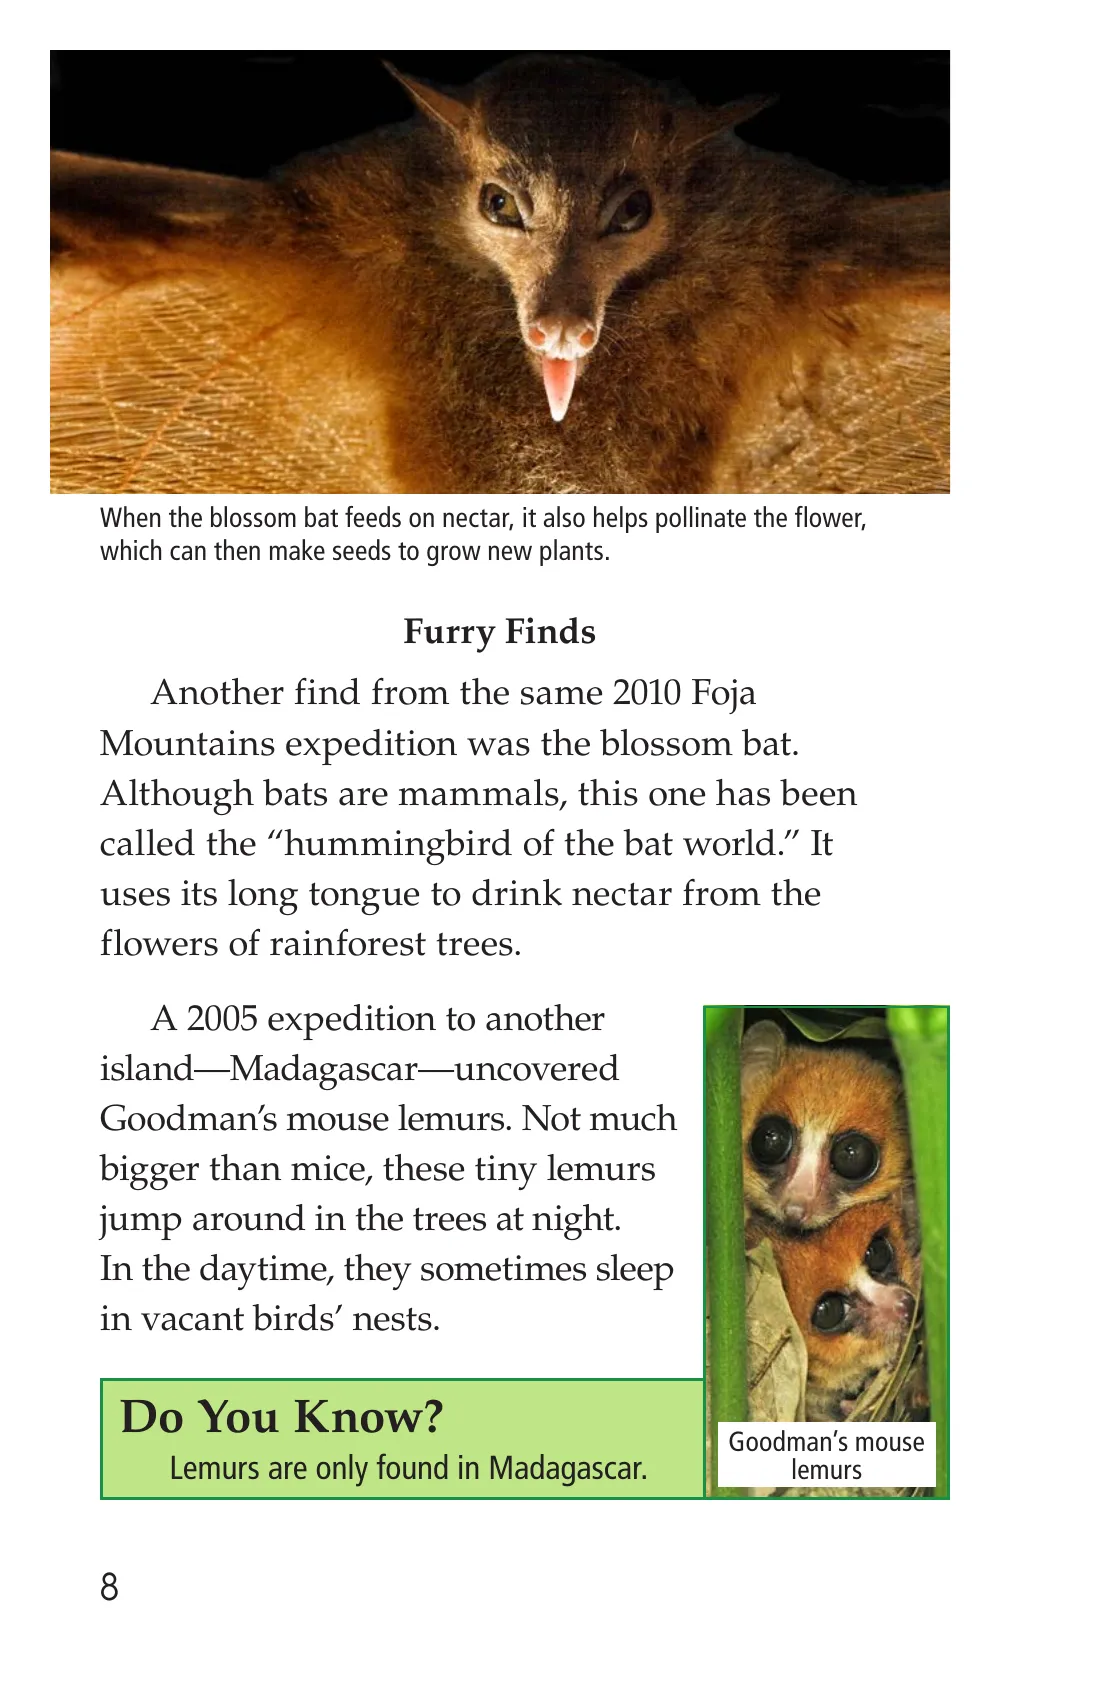 When the blossom bat feeds on nectar, it also helps pollinate the flower,
which can then make seeds to grow new plants.
Furry Finds
Another find from the same 2010 Foja
Mountains expedition was the blossom bat.
Although bats are mammals, this one has been
called the “hummingbird of the bat world.” It
uses its long tongue to drink nectar from the
flowers of rainforest trees.
A 2005 expedition to another
island—Madagascar—uncovered
Goodman’s mouse lemurs. Not much
bigger than mice, these tiny lemurs
jump around in the trees at night.
In the daytime, they sometimes sleep
in vacant birds’ nests.
Do You Know?
Lemurs are only found in Madagascar.
Goodman’s mouse
lemurs
8